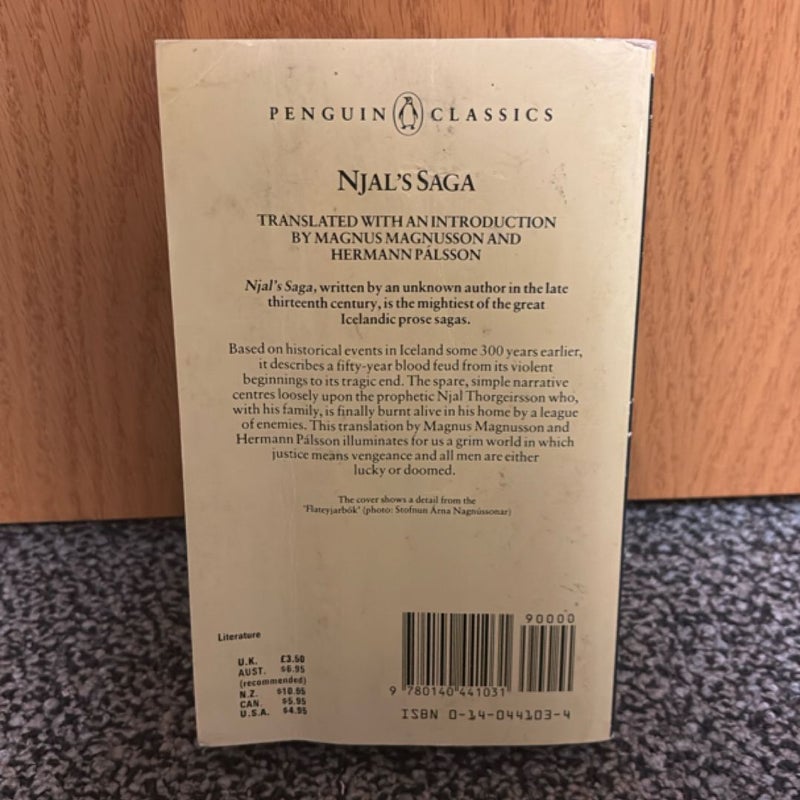 PENGUIN CLASSICS
NJAL'S SAGA
TRANSLATED WITH AN INTRODUCTION
BY MAGNUS MAGNUSSON AND
HERMANN PÁLSSON
Njal's Saga, written by an unknown author in the late
thirteenth century, is the mightiest of the great
Icelandic prose sagas.
Based on historical events in Iceland some 300 years earlier,
it describes a fifty-year blood feud from its violent
beginnings to its tragic end. The spare, simple narrative
centres loosely upon the prophetic Njal Thorgeirsson who,
with his family, is finally burnt alive in his home by a league
of enemies. This translation by Magnus Magnusson and
Hermann Pálsson illuminates for us a grim world in which
justice means vengeance and all men are either
lucky or doomed.
The cover shows a detail from the
'Flateyjarbók' (photo: Stofnun Árna Nagnússonar)
Literature
U.K. £3.50
AUST. $6.95
(recommended)
N.Z. $10.95
CAN. $5.95
U.S.A. $4.95
90000
9 780140 441031
ISBN 0-14-044103-4